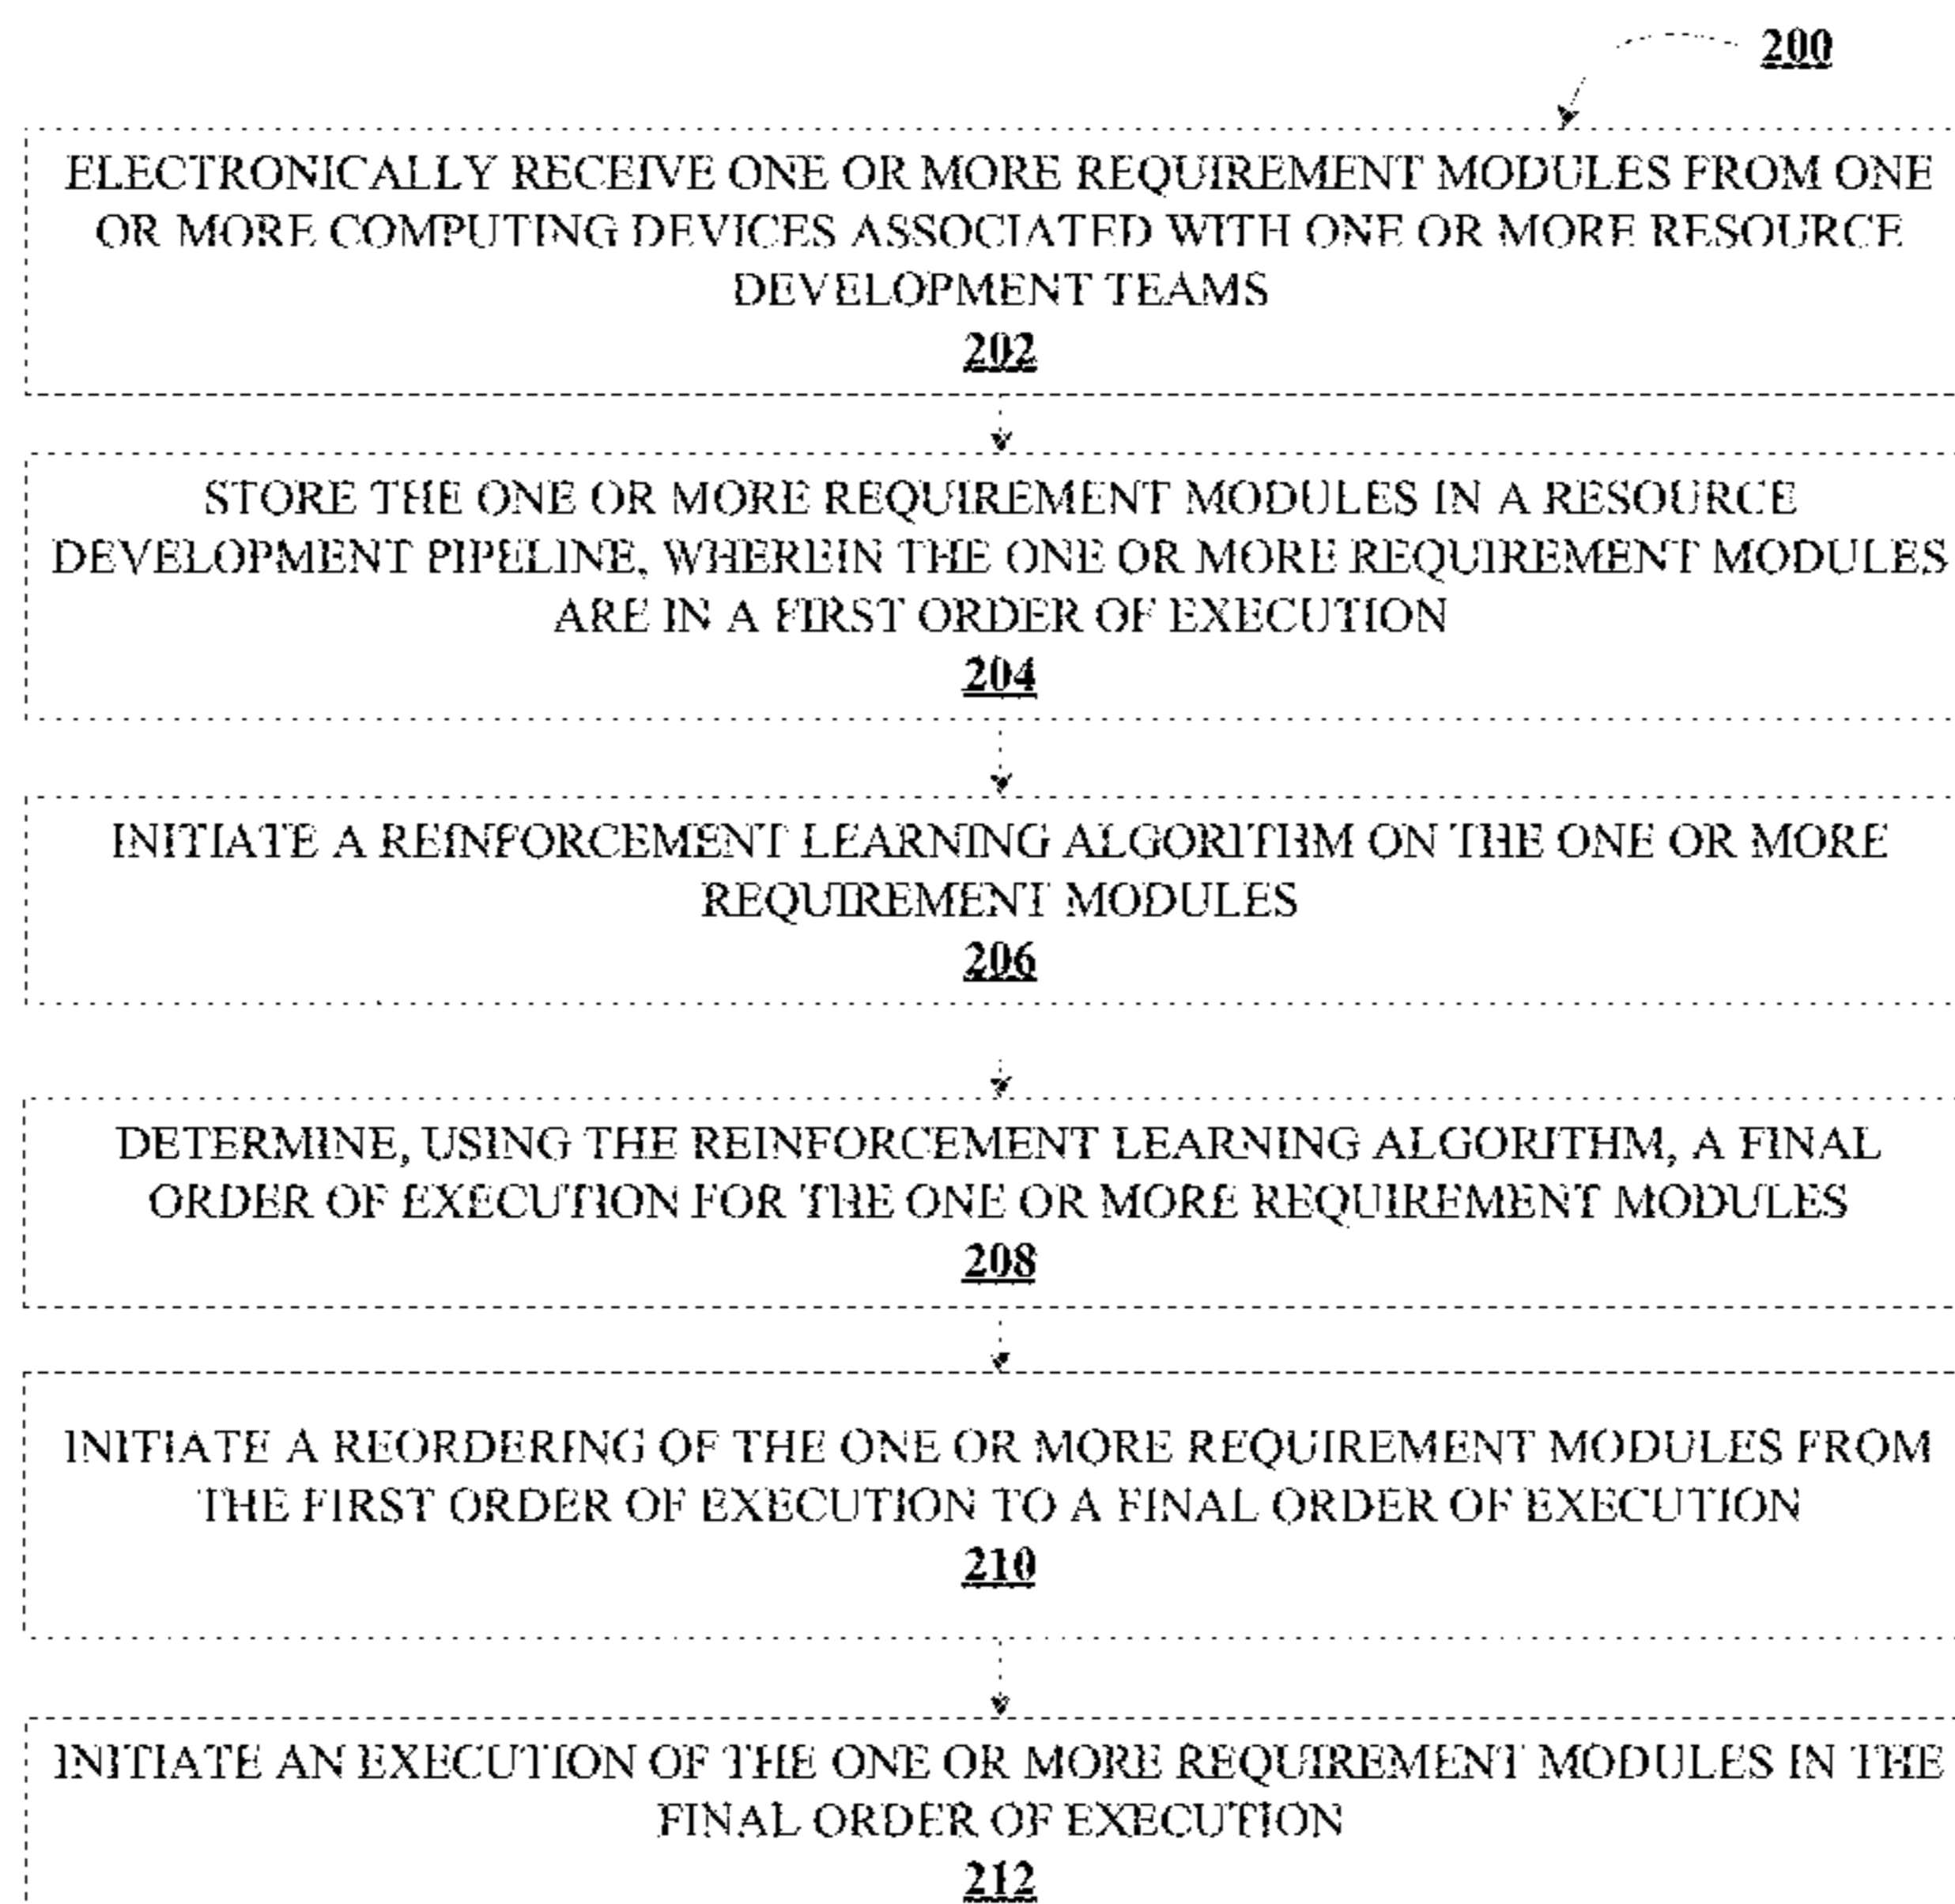 200
ELECTRONICALLY RECEIVE ONE OR MORE REQUIREMENT MODULES FROM ONE
OR MORE COMPUTING DEVICES ASSOCIATED WITH ONE OR MORE RESOURCE
DEVELOPMENT TEAMS
202
STORE THE ONE OR MORE REQUIREMENT MODULES IN A RESOURCE
DEVELOPMENT PIPELINE, WHEREIN THE ONE OR MORE REQUIREMENT MODULES
ARE IN A FIRST ORDER OF EXECUTION
204
INITIATE A REINFORCEMENT LEARNING ALGORITHM ON THE ONE OR MORE
REQUIREMENT MODULES
206
DETERMINE, USING THE REINFORCEMENT LEARNING ALGORITHM, A FINAL
ORDER OF EXECUTION FOR THE ONE OR MORE REQUIREMENT MODULES
208
INITIATE A REORDERING OF THE ONE OR MORE REQUIREMENT MODULES FROM
THE FIRST ORDER OF EXECUTION TO A FINAL ORDER OF EXECUTION
210
INITIATE AN EXECUTION OF THE ONE OR MORE REQUIREMENT MODULES IN THE
FINAL ORDER OF EXECUTION
212